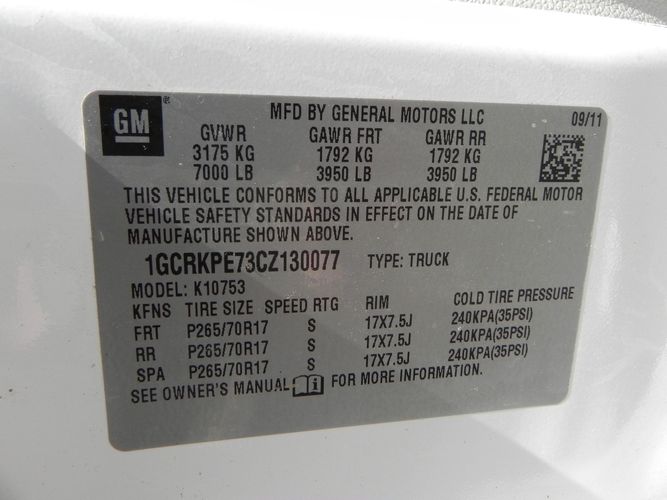 GM ® MFD BY GENERAL MOTORS LLC 09/11
GVWR GAWR FRT GAWR RR
3175 KG 1792 KG 1792 KG
7000 LB 3950 LB 3950 LB
THIS VEHICLE CONFORMS TO ALL APPLICABLE U.S. FEDERAL MOTOR
VEHICLE SAFETY STANDARDS IN EFFECT ON THE DATE OF
MANUFACTURE SHOWN ABOVE.
1GCRKPE73CZ130077 TYPE: TRUCK
MODEL: K10753
KFNS TIRE SIZE SPEED RTG RIM COLD TIRE PRESSURE
FRT P265/70R17 S 17X7.5J 240KPA(35PSI)
RR P265/70R17 S 17X7.5J 240KPA(35PSI)
SPA P265/70R17 S 17X7.5J 240KPA(35PSI)
SEE OWNER'S MANUAL FOR MORE INFORMATION.